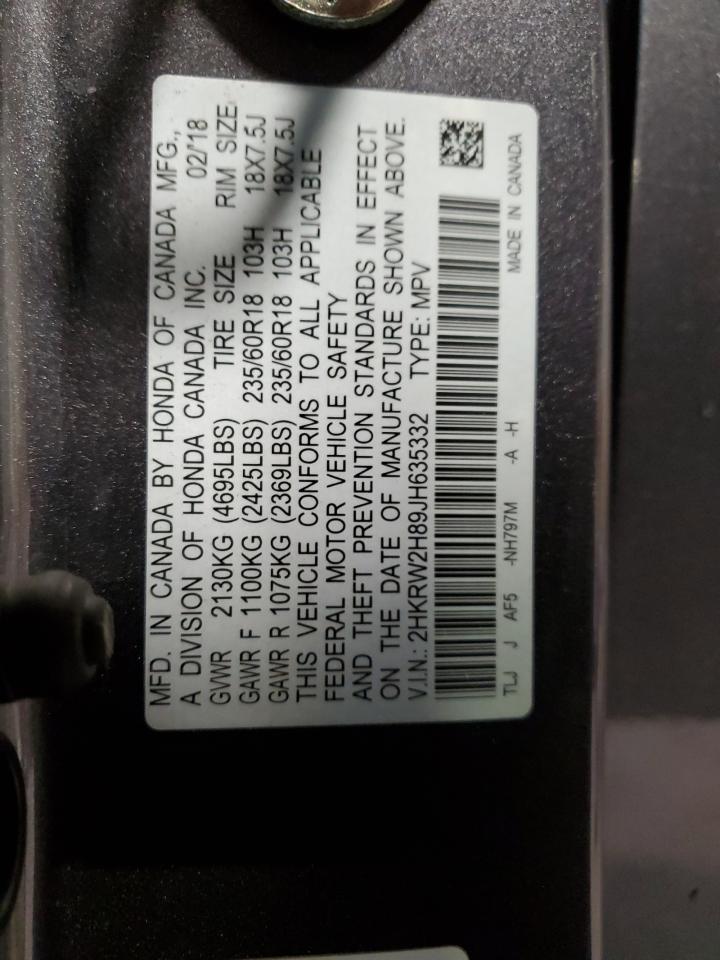 MFD. IN CANADA BY HONDA OF CANADA MFG.,
A DIVISION OF HONDA CANADA INC. 02/'18
GVWR 2130KG (4695LBS) TIRE SIZE RIM SIZE
GAWR F 1100KG (2425LBS) 235/60R18 103H 18X7.5J
GAWR R 1075KG (2369LBS) 235/60R18 103H 18X7.5J
THIS VEHICLE CONFORMS TO ALL APPLICABLE
FEDERAL MOTOR VEHICLE SAFETY
AND THEFT PREVENTION STANDARDS IN EFFECT
ON THE DATE OF MANUFACTURE SHOWN ABOVE.
V.I.N.: 2HKRW2H89JH635332 TYPE: MPV
TLJ J AF5 -NH797M -A -H MADE IN CANADA